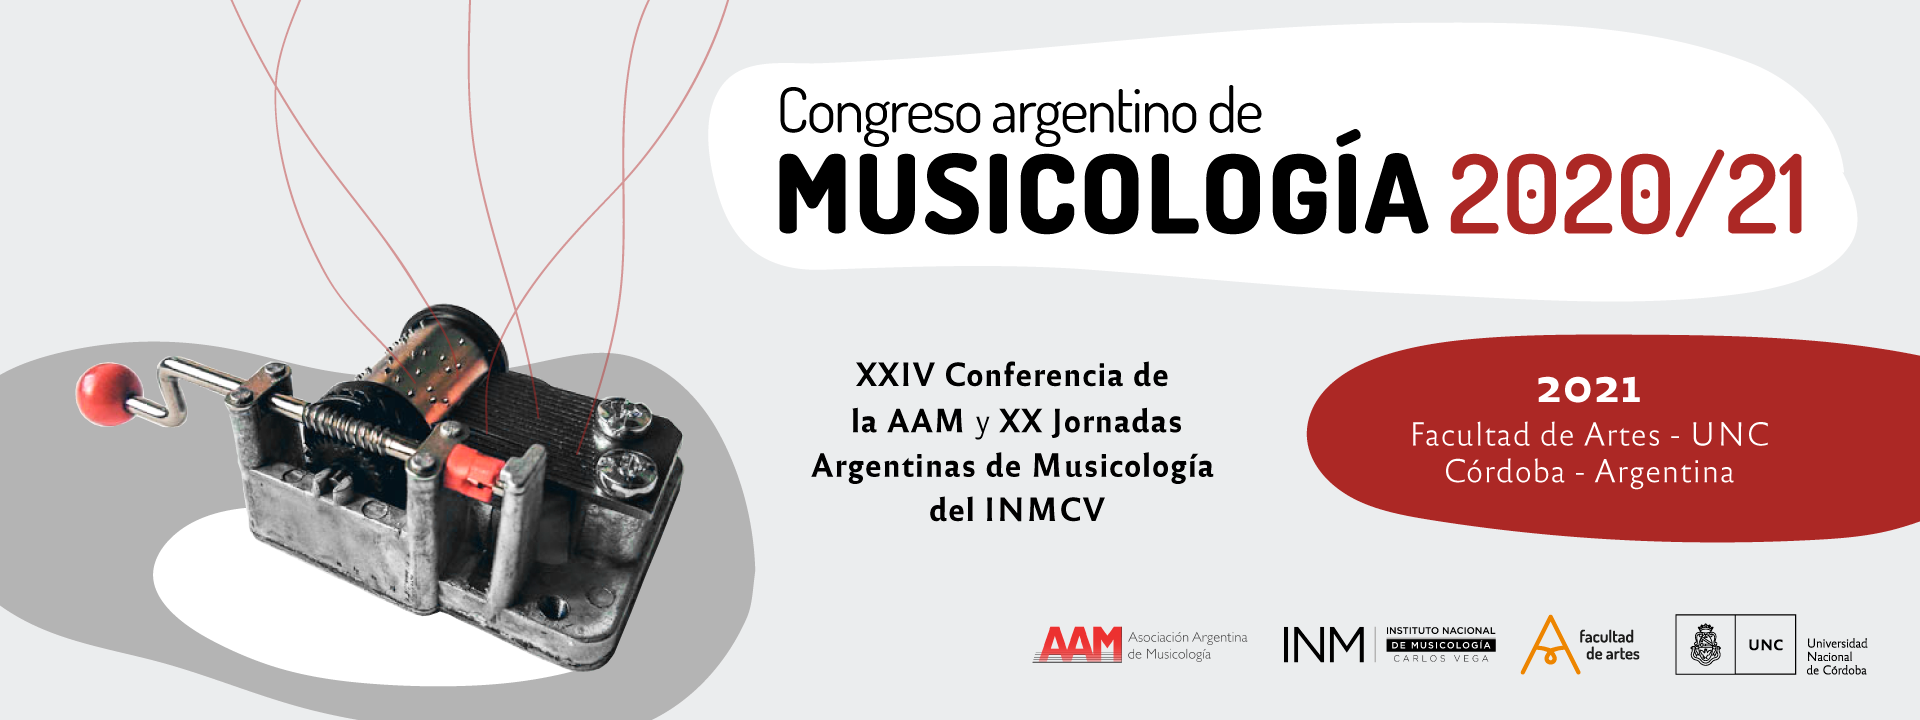 Congreso argentino de
MUSICOLOGÍA 2020/21
XXIV Conferencia de
la AAM y XX Jornadas
Argentinas de Musicología
del INMCV
2021
Facultad de Artes - UNC
Córdoba - Argentina
AAM
Asociación Argentina
de Musicología
INM
INSTITUTO NACIONAL
DE MUSICOLOGÍA
CARLOS VEGA
facultad
de artes
UNC
Universidad
Nacional
de Córdoba